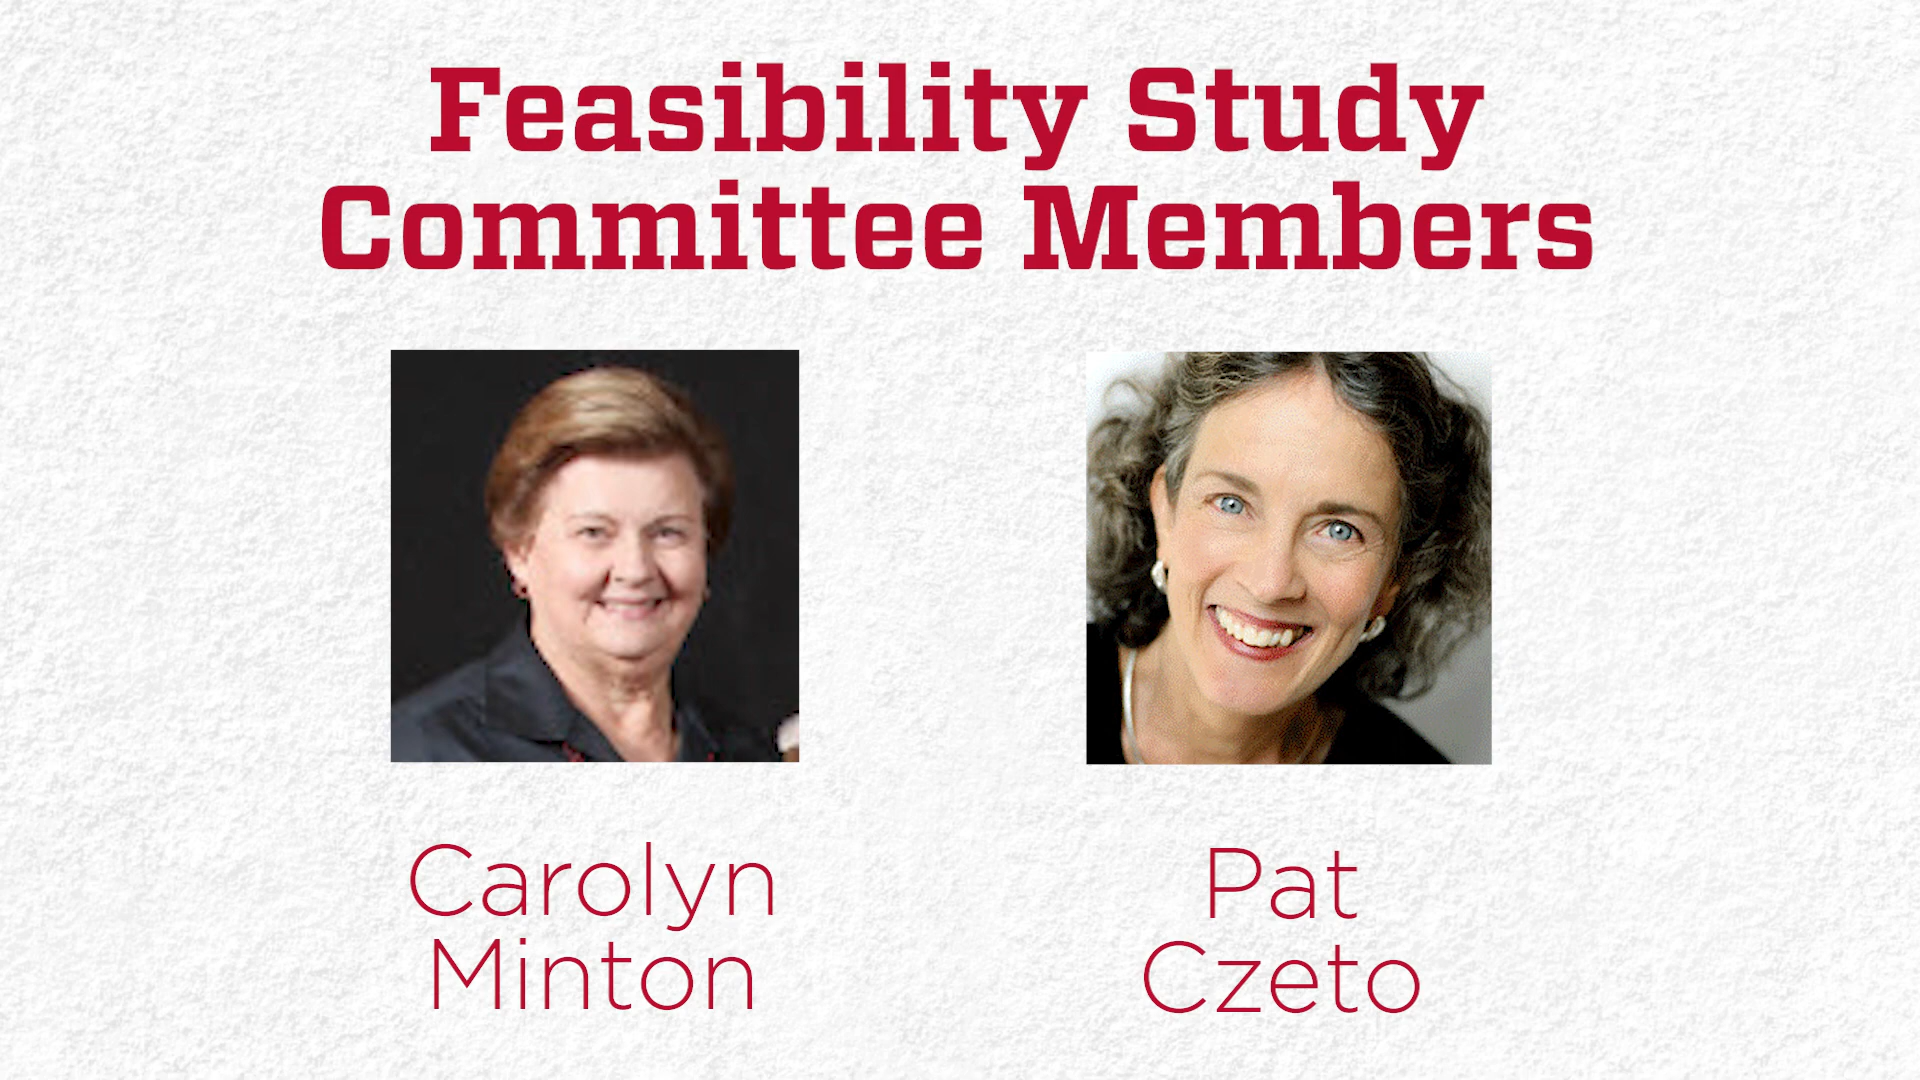 Feasibility Study
Committee Members
Carolyn
Minton
Pat
Czeto